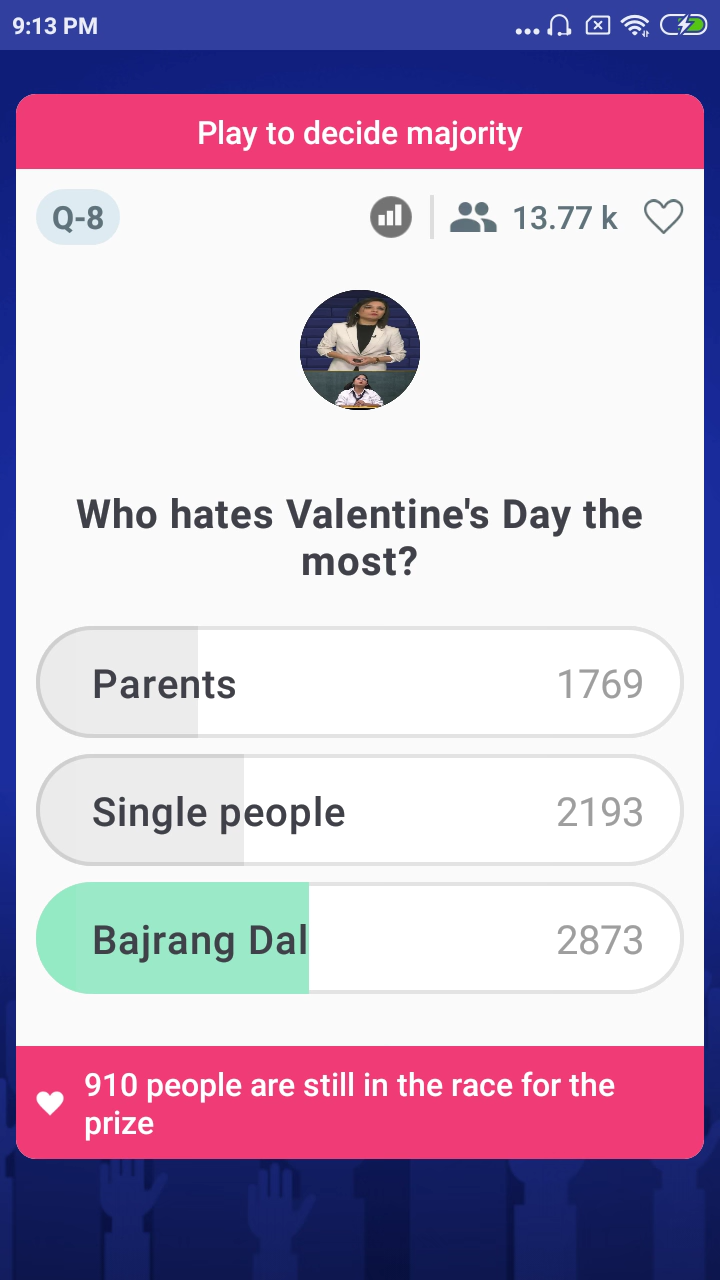 9:13 PM
Play to decide majority
Q-8
13.77 k
Who hates Valentine's Day the
most?
Parents 1769
Single people 2193
Bajrang Dal 2873
910 people are still in the race for the
prize